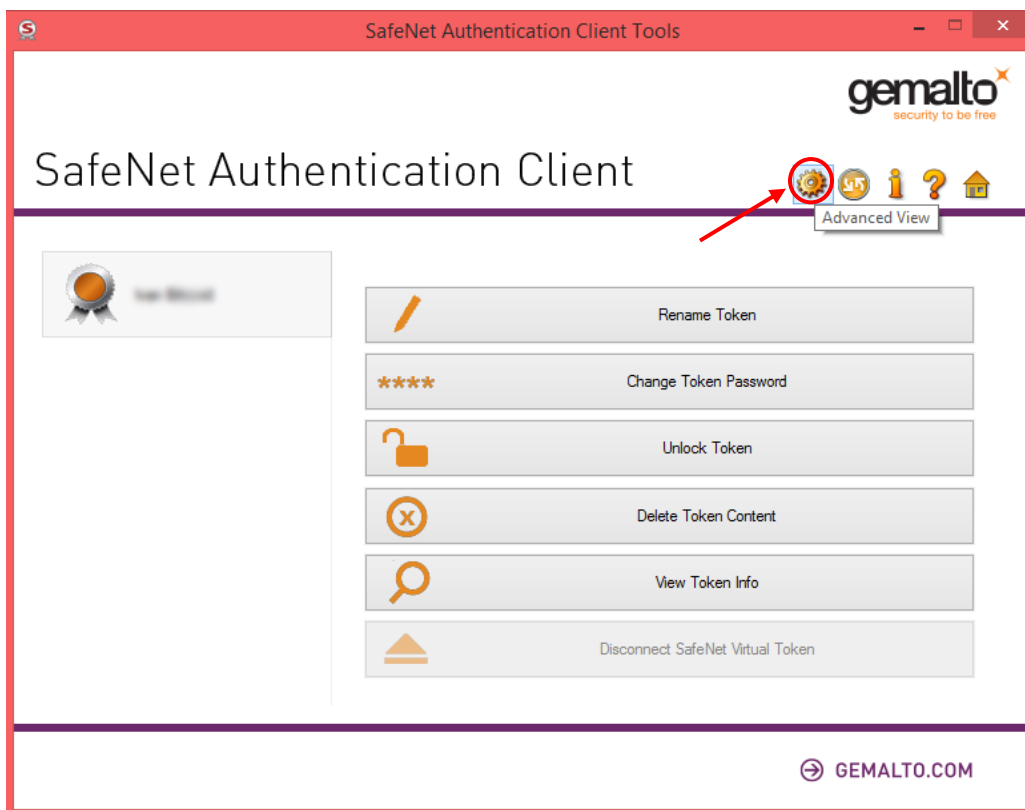 SafeNet Authentication Client Tools
gemalto
security to be free
SafeNet Authentication Client
Advanced View
Rename Token
****
Change Token Password
Unlock Token
Delete Token Content
View Token Info
Disconnect SafeNet Virtual Token
GEMALTO.COM